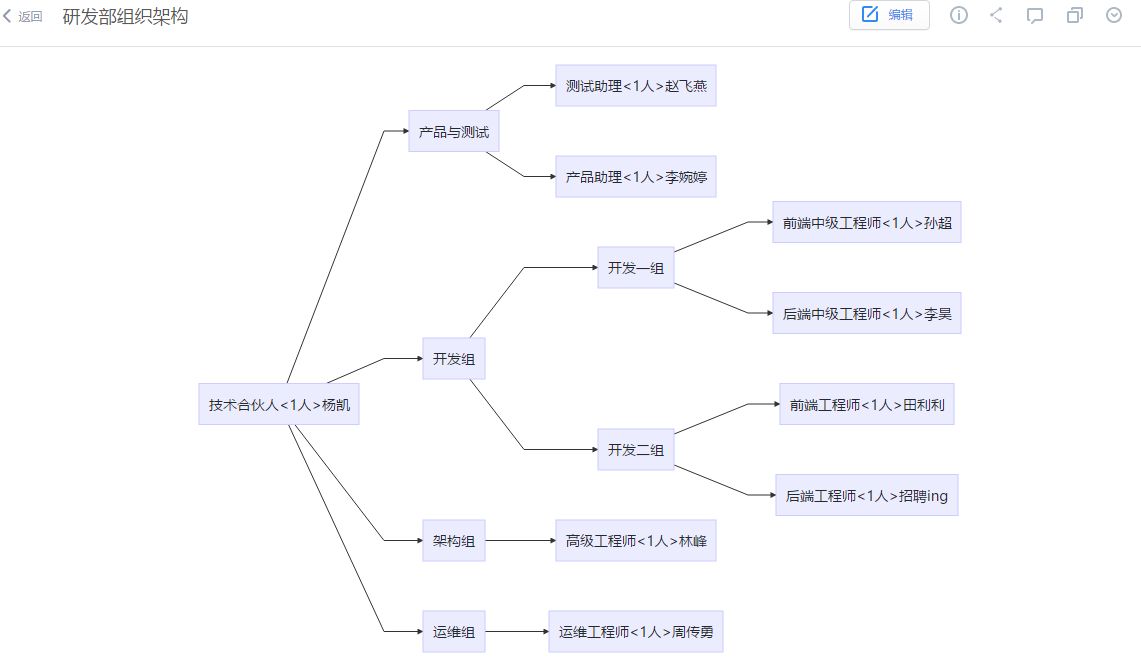 返回 研发部组织架构 编辑
测试助理<1人>赵飞燕
产品与测试
产品助理<1人>李婉婷
前端中级工程师<1人>孙超
开发一组
后端中级工程师<1人>李昊
开发组
技术合伙人<1人>杨凯
前端工程师<1人>田利利
开发二组
后端工程师<1人>招聘ing
架构组
高级工程师<1人>林峰
运维组
运维工程师<1人>周传勇